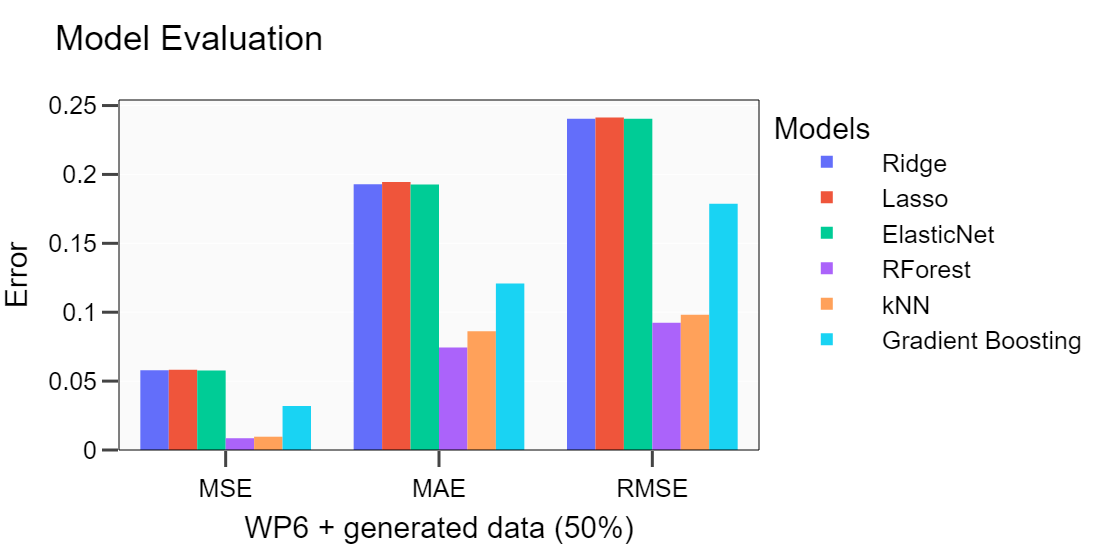 Model Evaluation
0.25
0.2
0.15
0.1
0.05
0
Error
MSE
MAE
RMSE
WP6 + generated data (50%)
Models
Ridge
Lasso
ElasticNet
RForest
kNN
Gradient Boosting